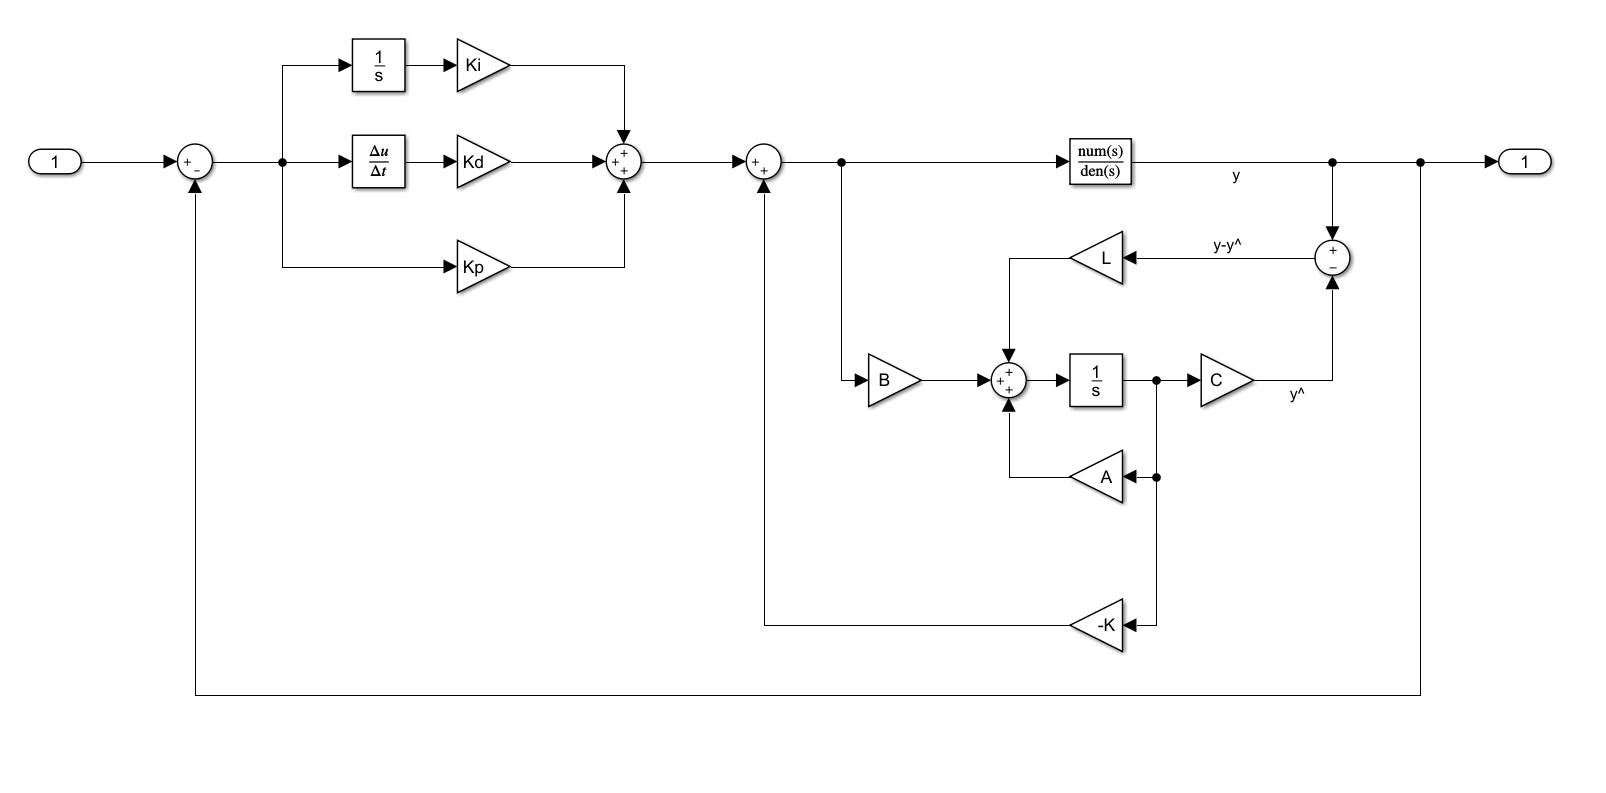 1
s
Ki
1
+
−
Δu
Δt
Kd
+
+
+
+
+
num(s)
den(s)
y
1
Kp
L
y-y^
+
−
B
+
+
+
1
s
C
y^
A
-K